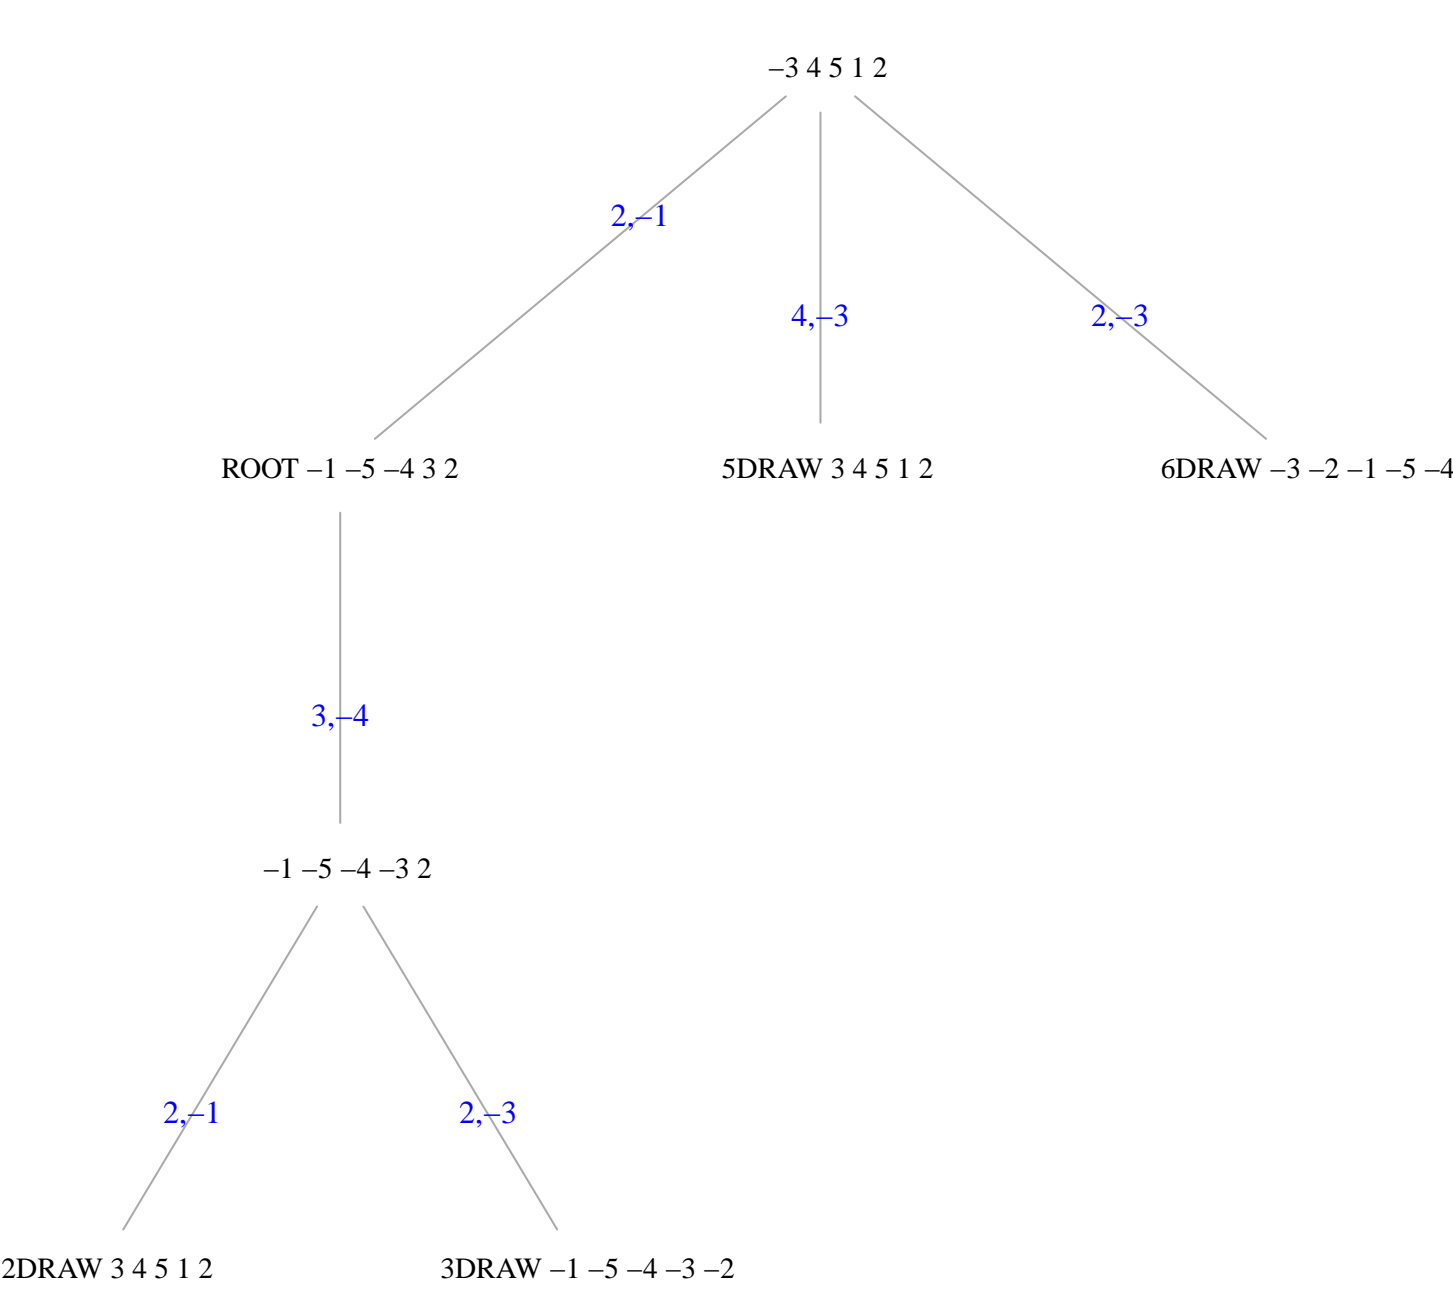 –3 4 5 1 2
2,–1
4,–3
2,–3
ROOT –1 –5 –4 3 2
5DRAW 3 4 5 1 2
6DRAW –3 –2 –1 –5 –4
3,–4
–1 –5 –4 –3 2
2,–1
2,–3
2DRAW 3 4 5 1 2
3DRAW –1 –5 –4 –3 –2